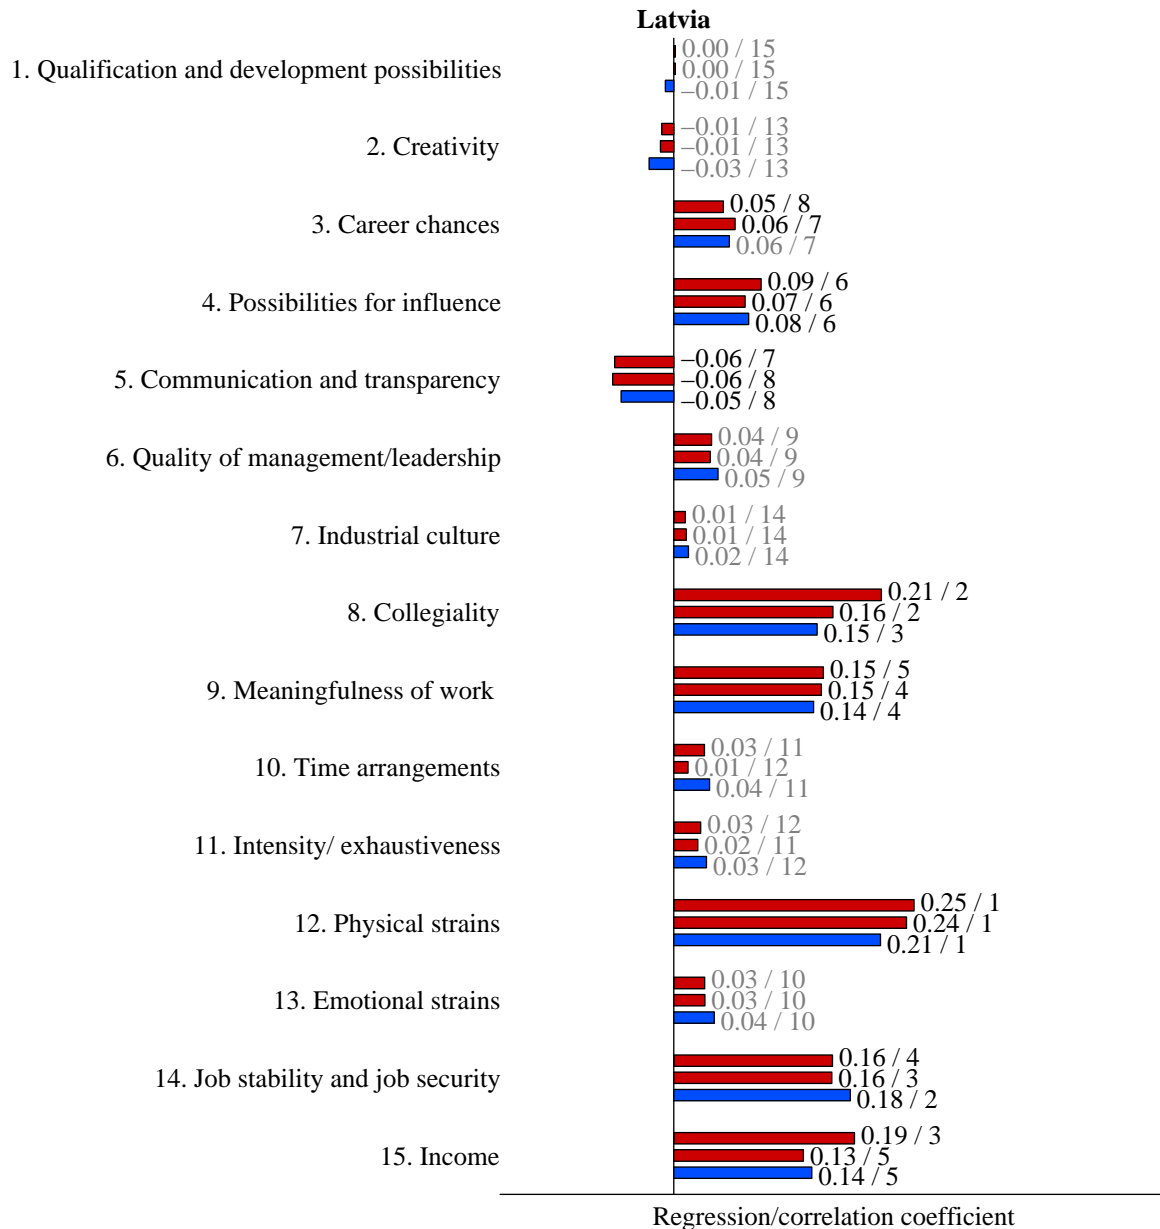 Latvia
0.00 / 15
1. Qualification and development possibilities
0.00 / 15
–0.01 / 15
–0.01 / 13
2. Creativity
–0.01 / 13
–0.03 / 13
0.05 / 8
3. Career chances
0.06 / 7
0.06 / 7
0.09 / 6
4. Possibilities for influence
0.07 / 6
0.08 / 6
–0.06 / 7
5. Communication and transparency
–0.06 / 8
–0.05 / 8
0.04 / 9
6. Quality of management/leadership
0.04 / 9
0.05 / 9
0.01 / 14
7. Industrial culture
0.01 / 14
0.02 / 14
0.21 / 2
8. Collegiality
0.16 / 2
0.15 / 3
0.15 / 5
9. Meaningfulness of work
0.15 / 4
0.14 / 4
0.03 / 11
10. Time arrangements
0.01 / 12
0.04 / 11
0.03 / 12
11. Intensity/ exhaustiveness
0.02 / 11
0.03 / 12
0.25 / 1
12. Physical strains
0.24 / 1
0.21 / 1
0.03 / 10
13. Emotional strains
0.03 / 10
0.04 / 10
0.16 / 4
14. Job stability and job security
0.16 / 3
0.18 / 2
0.19 / 3
15. Income
0.13 / 5
0.14 / 5
Regression/correlation coefficient